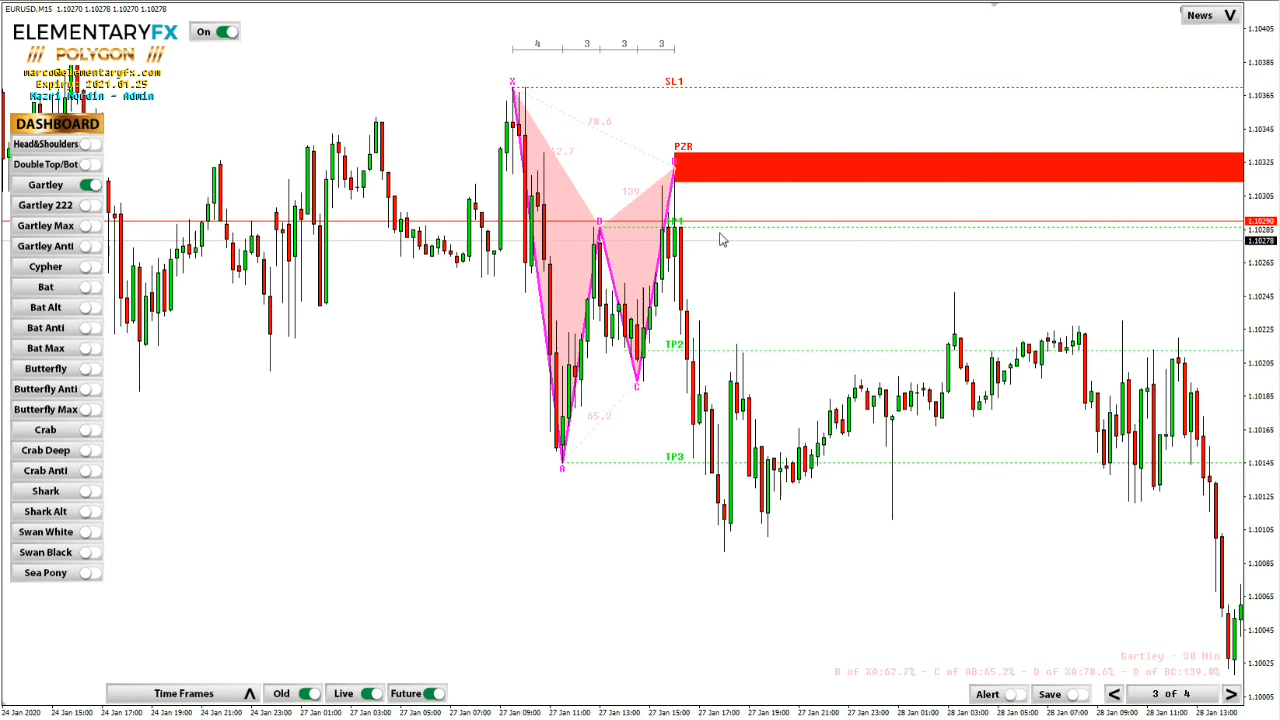 EURUSD,M15 1.10270 1.10278 1.10278 1.10278
ELEMENTARYFX
On
News V
/// POLYGON ///
marco@elementaryfx.com
Expiry: 2021.01.25
Nazri Nordin - Admin
DASHBOARD
Head&Shoulders
Double Top/Bot
Gartley
Gartley 222
Gartley Max
Gartley Anti
Cypher
Bat
Bat Alt
Bat Anti
Bat Max
Butterfly
Butterfly Anti
Butterfly Max
Crab
Crab Deep
Crab Anti
Shark
Shark Alt
Swan White
Swan Black
Sea Pony
4 3 3 3
X
SL1
78.6
PZR
139
B
TP1
TP2
C
65.2
TP3
A
1.10405
1.10385
1.10365
1.10325
1.10305
1.10290
1.10285
1.10278
1.10265
1.10245
1.10225
1.10205
1.10185
1.10165
1.10145
1.10125
1.10105
1.10085
1.10065
1.10045
1.10025
1.10005
Gartley - 30 Min
B of XA:62.7% - C of AB:65.2% - D of XA:78.6% - D of BC:139.0%
Time Frames
Old
Live
Future
Alert
Save
<
3 of 4
>
24 Jan 2020 24 Jan 15:00 24 Jan 17:00 24 Jan 19:00 24 Jan 21:00 24 Jan 23:00 27 Jan 01:00 27 Jan 03:00 27 Jan 05:00 27 Jan 07:00 27 Jan 09:00 27 Jan 11:00 27 Jan 13:00 27 Jan 15:00 27 Jan 17:00 27 Jan 19:00 27 Jan 21:00 27 Jan 23:00 28 Jan 01:00 28 Jan 03:00 28 Jan 05:00 28 Jan 07:00 28 Jan 09:00 28 Jan 11:00 28 Jan 13:00